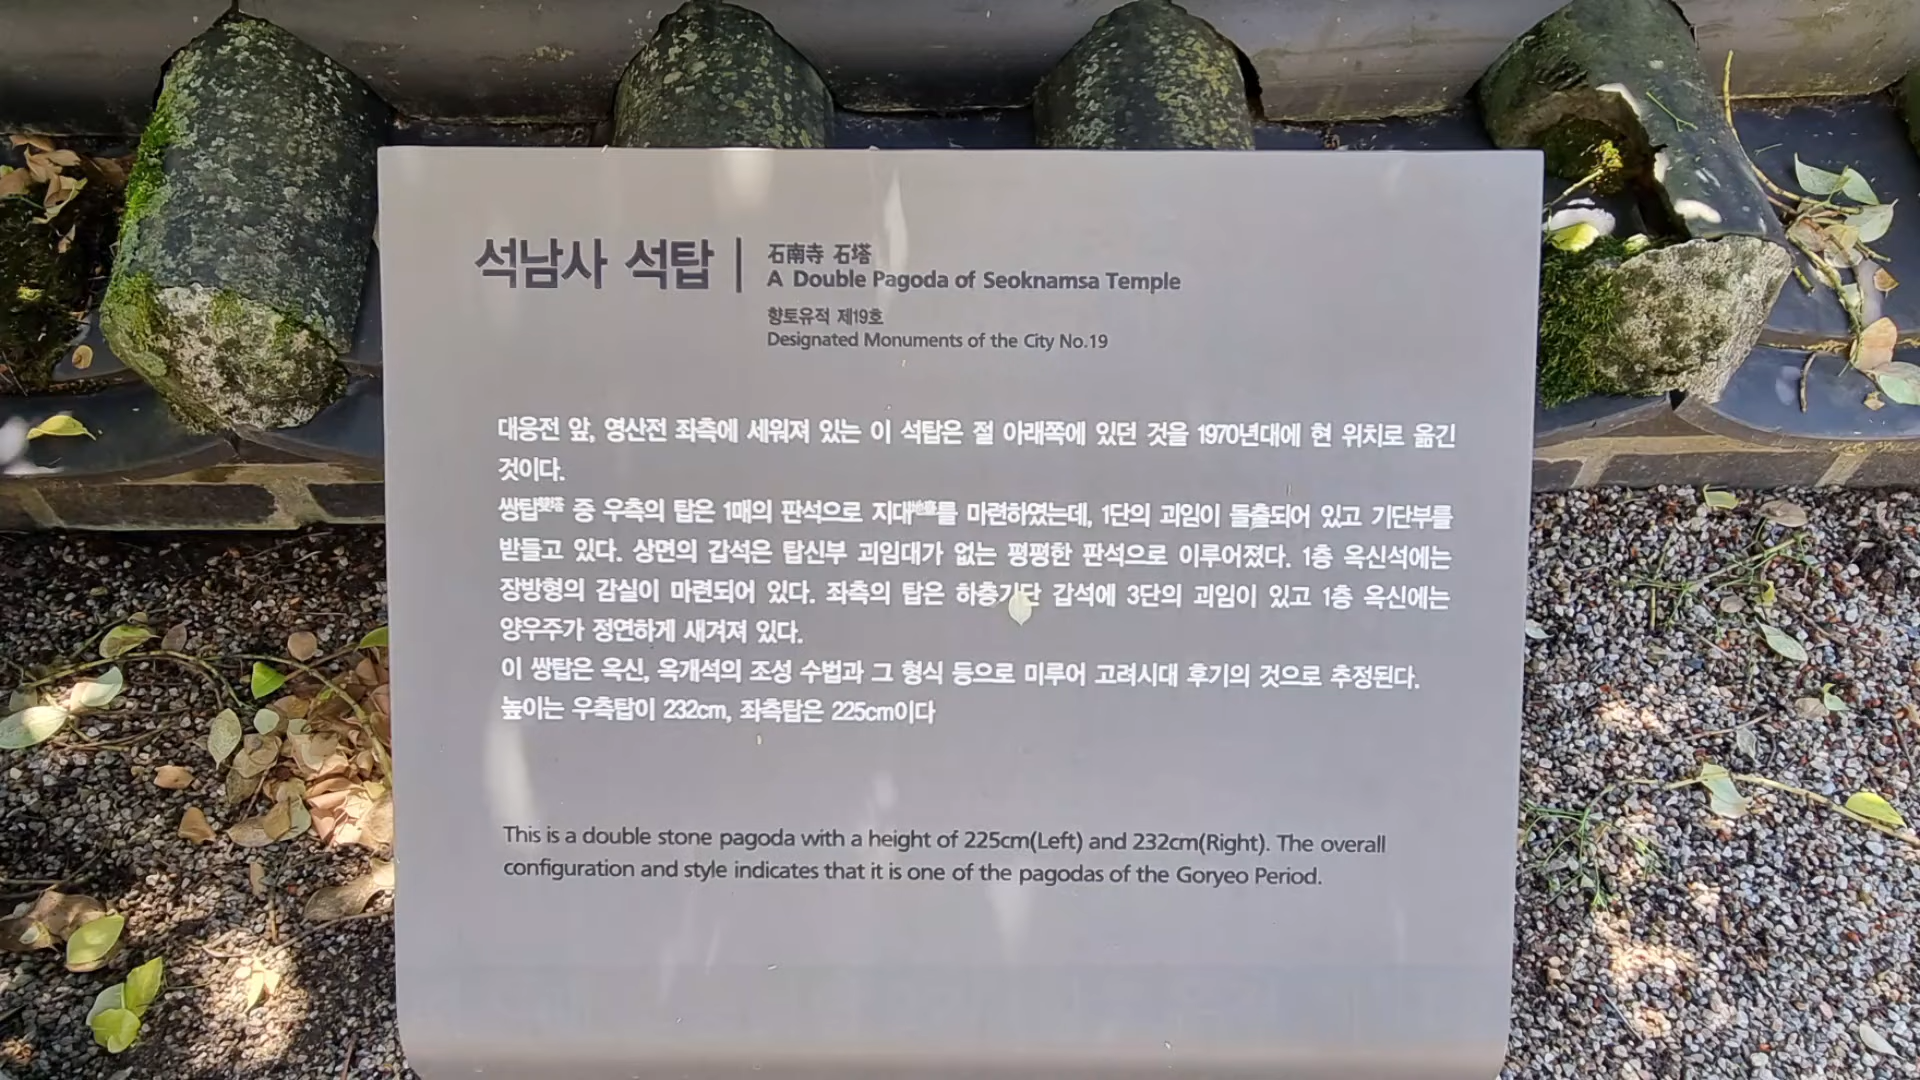 석남사 석탑
石南寺 石塔
A Double Pagoda of Seoknamsa Temple
향토유적 제19호
Designated Monuments of the City No.19
대웅전 앞, 영산전 좌측에 세워져 있는 이 석탑은 절 아래쪽에 있던 것을 1970년대에 현 위치로 옮긴
것이다.
쌍탑雙塔 중 우측의 탑은 1매의 판석으로 지대地臺를 마련하였는데, 1단의 괴임이 돌출되어 있고 기단부를
받들고 있다. 상면의 갑석은 탑신부 괴임대가 없는 평평한 판석으로 이루어졌다. 1층 옥신석에는
장방형의 감실이 마련되어 있다. 좌측의 탑은 하층기단 갑석에 3단의 괴임이 있고 1층 옥신에는
양우주가 정연하게 새겨져 있다.
이 쌍탑은 옥신, 옥개석의 조성 수법과 그 형식 등으로 미루어 고려시대 후기의 것으로 추정된다.
높이는 우측탑이 232cm, 좌측탑은 225cm이다
This is a double stone pagoda with a height of 225cm(Left) and 232cm(Right). The overall
configuration and style indicates that it is one of the pagodas of the Goryeo Period.